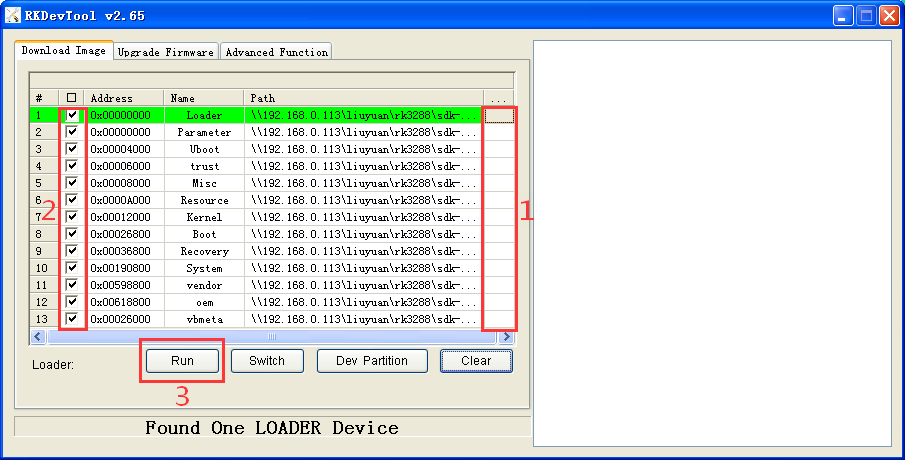 RKDevTool v2.65
Download Image Upgrade Firmware Advanced Function
# Address Name Path ...
1 0x00000000 Loader \\192.168.0.113\liuyuan\rk3288\sdk-...
2 0x00000000 Parameter \\192.168.0.113\liuyuan\rk3288\sdk-...
3 0x00004000 Uboot \\192.168.0.113\liuyuan\rk3288\sdk-...
4 0x00006000 trust \\192.168.0.113\liuyuan\rk3288\sdk-...
5 0x00008000 Misc \\192.168.0.113\liuyuan\rk3288\sdk-...
6 0x0000A000 Resource \\192.168.0.113\liuyuan\rk3288\sdk-...
7 0x00012000 Kernel \\192.168.0.113\liuyuan\rk3288\sdk-...
8 0x00026800 Boot \\192.168.0.113\liuyuan\rk3288\sdk-...
9 0x00036800 Recovery \\192.168.0.113\liuyuan\rk3288\sdk-...
10 0x00190800 System \\192.168.0.113\liuyuan\rk3288\sdk-...
11 0x00598800 vendor \\192.168.0.113\liuyuan\rk3288\sdk-...
12 0x00618800 oem \\192.168.0.113\liuyuan\rk3288\sdk-...
13 0x00026000 vbmeta \\192.168.0.113\liuyuan\rk3288\sdk-...
2
1
Loader: Run Switch Dev Partition Clear
3
Found One LOADER Device